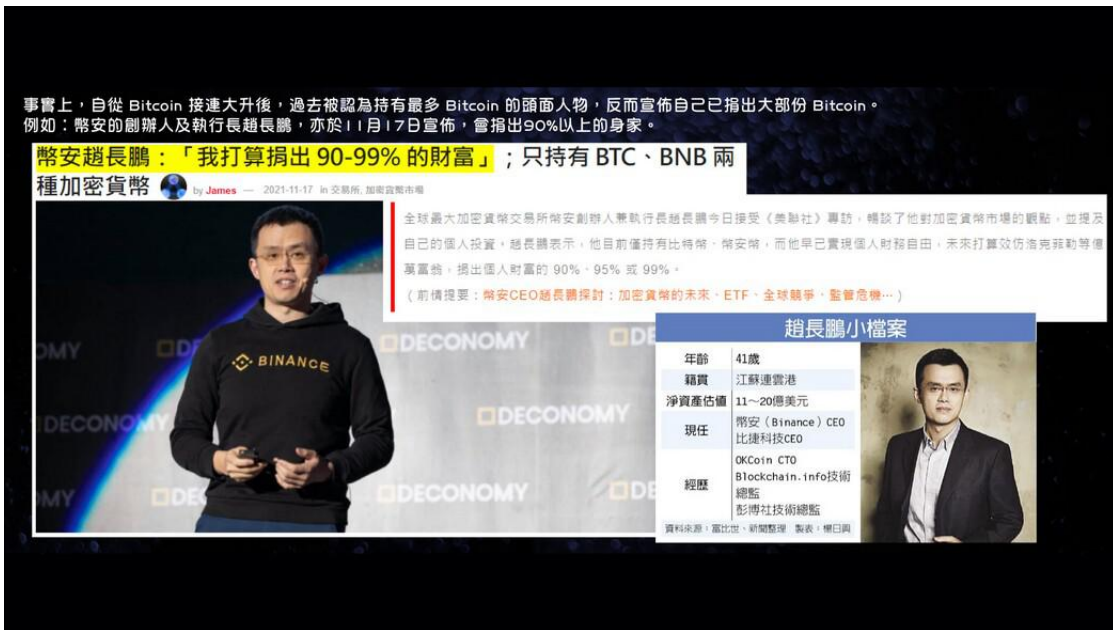 事實上，自從 Bitcoin 接連大升後，過去被認為持有最多 Bitcoin 的頭面人物，反而宣佈自己已捐出大部份 Bitcoin。
例如：幣安的創辦人及執行長趙長鵬，亦於11月17日宣佈，會捐出90%以上的身家。
幣安趙長鵬：「我打算捐出 90-99% 的財富」；只持有 BTC、BNB 兩
種加密貨幣
by James — 2021-11-17 in 交易所, 加密貨幣市場
全球最大加密貨幣交易所幣安創辦人兼執行長趙長鵬今日接受《美聯社》專訪，暢談了他對加密貨幣市場的觀點，並提及
自己的個人投資。趙長鵬表示，他目前僅持有比特幣、幣安幣，而他早已實現個人財務自由，未來打算效仿洛克菲勒等億
萬富翁，捐出個人財富的 90%、95% 或 99%。
（前情提要：幣安CEO趙長鵬探討：加密貨幣的未來、ETF、全球競爭、監管危機…）
OMY
DE
DECONOMY
DE
BINANCE
DECONOMY
DECONOMY
OMY
DEC
DECONOMY
DE
趙長鵬小檔案
年齡 41歲
籍貫 江蘇連雲港
淨資產估值 11～20億美元
現任 幣安（Binance）CEO
比捷科技CEO
經歷 OKCoin CTO
Blockchain.info技術
總監
彭博社技術總監
資料來源：富比世、新聞整理 製表：楊日興